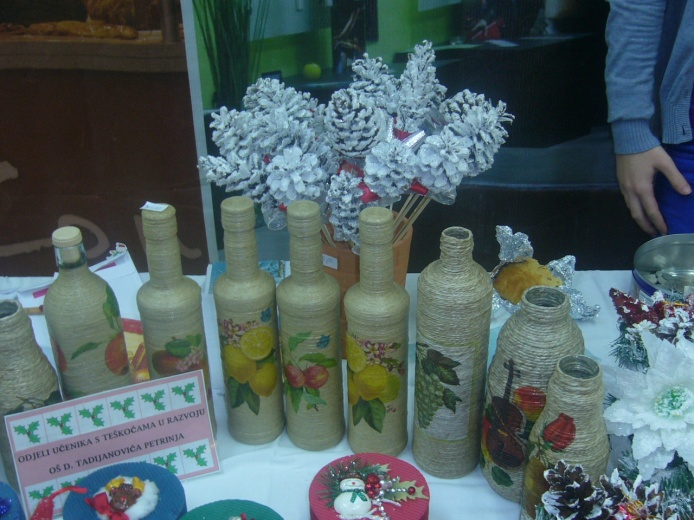 ODJELI UČENIKA S TEŠKOĆAMA U RAZVOJU
OŠ D. TADIJANOVIĆA PETRINJA